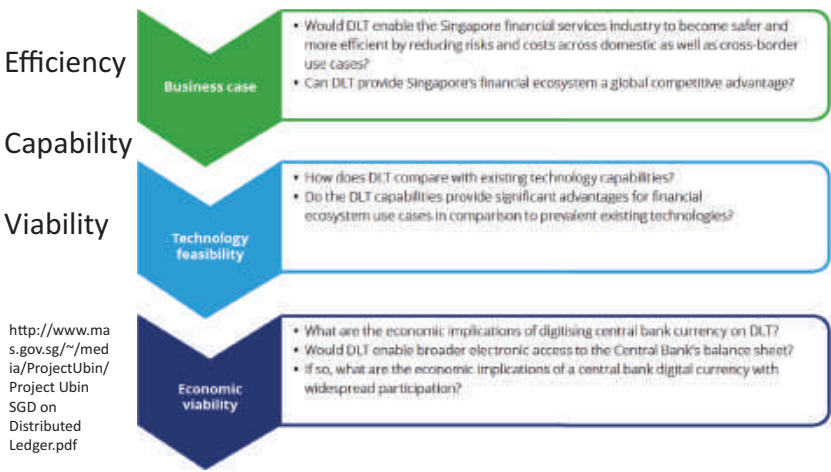 Efficiency
Capability
Viability
http://www.ma
s.gov.sg/~/med
ia/ProjectUbin/
Project Ubin
SGD on
Distributed
Ledger.pdf
Business case
• Would DLT enable the Singapore financial services industry to become safer and
more efficient by reducing risks and costs across domestic as well as cross-border
use cases?
• Can DLT provide Singapore's financial ecosystem a global competitive advantage?
Technology
feasibility
• How does DLT compare with existing technology capabilities?
• Do the DLT capabilities provide significant advantages for financial
ecosystem use cases in comparison to prevalent existing technologies?
Economic
viability
• What are the economic implications of digitising central bank currency on DLT?
• Would DLT enable broader electronic access to the Central Bank's balance sheet?
• If so, what are the economic implications of a central bank digital currency with
widespread participation?